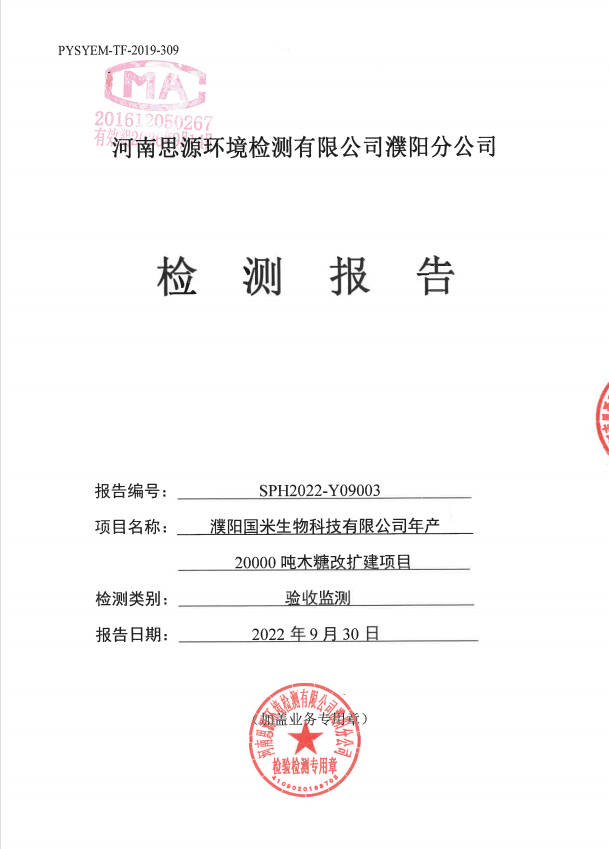 PYSYEM-TF-2019-309
CMA
201612050267
河南思源环境检测有限公司濮阳分公司
检 测 报 告
报告编号： SPH2022-Y09003
项目名称： 濮阳国米生物科技有限公司年产
20000 吨木糖改扩建项目
检测类别： 验收监测
报告日期： 2022 年 9 月 30 日
河南思源环境检测有限公司濮阳分公司
（加盖业务专用章）
检验检测专用章